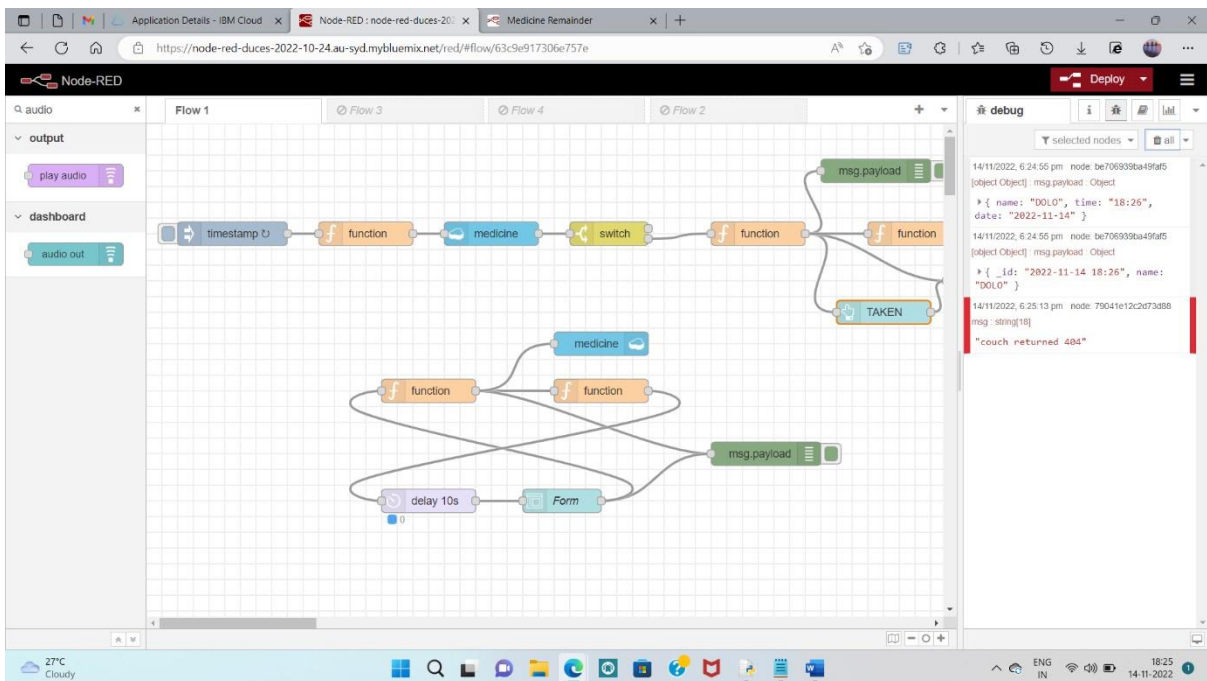 Application Details - IBM Cloud
Node-RED : node-red-duces-202
Medicine Remainder
https://node-red-duces-2022-10-24.au-syd.mybluemix.net/red/#flow/63c9e917306e757e
Node-RED
Deploy
audio
Flow 1
Flow 3
Flow 4
Flow 2
debug
output
selected nodes
all
play audio
dashboard
audio out
timestamp ↻
function
medicine
switch
function
msg.payload
function
TAKEN
medicine
function
function
msg.payload
delay 10s
Form
0
14/11/2022, 6:24:55 pm node: be706939ba49faf5
[object Object] : msg.payload : Object
{ name: "DOLO", time: "18:26",
date: "2022-11-14" }
14/11/2022, 6:24:55 pm node: be706939ba49faf5
[object Object] : msg.payload : Object
{ _id: "2022-11-14 18:26", name:
"DOLO" }
14/11/2022, 6:25:13 pm node: 79041e12c2d73d88
msg : string[18]
"couch returned 404"
27°C
Cloudy
ENG
IN
18:25
14-11-2022
1